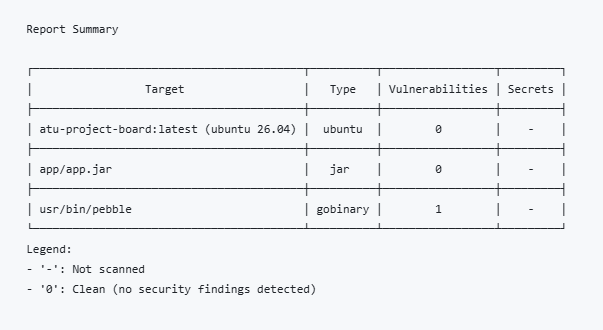 Report Summary
Target Type Vulnerabilities Secrets
atu-project-board:latest (ubuntu 26.04) ubuntu 0 -
app/app.jar jar 0 -
usr/bin/pebble gobinary 1 -
Legend:
- '-': Not scanned
- '0': Clean (no security findings detected)